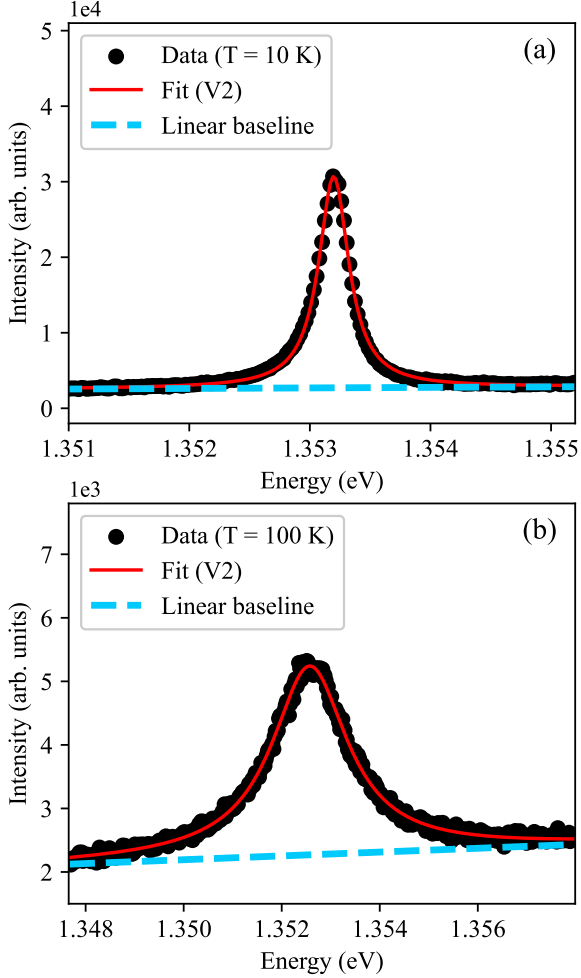 1e4
(a)
Data (T = 10 K)
Fit (V2)
Linear baseline
5
4
3
2
1
0
Intensity (arb. units)
1.351 1.352 1.353 1.354 1.355
Energy (eV)
1e3
(b)
Data (T = 100 K)
Fit (V2)
Linear baseline
7
6
5
4
3
2
Intensity (arb. units)
1.348 1.350 1.352 1.354 1.356
Energy (eV)